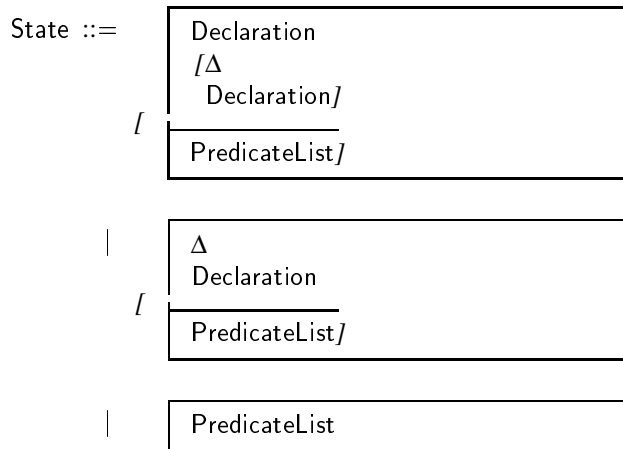 State ::= Declaration
[Δ
Declaration]
[
PredicateList]
| Δ
Declaration
[
PredicateList]
| PredicateList